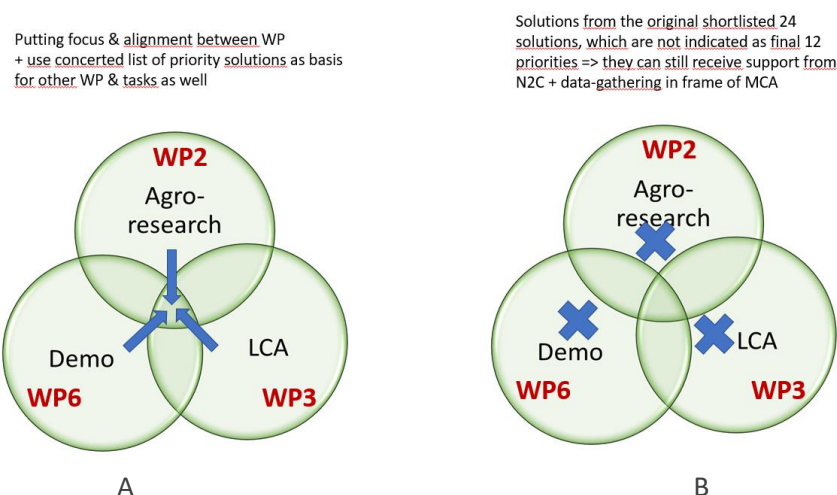 Putting focus & alignment between WP
+ use concerted list of priority solutions as basis
for other WP & tasks as well
WP2
Agro-
research
Demo
LCA
WP6
WP3
A
Solutions from the original shortlisted 24
solutions, which are not indicated as final 12
priorities => they can still receive support from
N2C + data-gathering in frame of MCA
WP2
Agro-
research
Demo
LCA
WP6
WP3
B